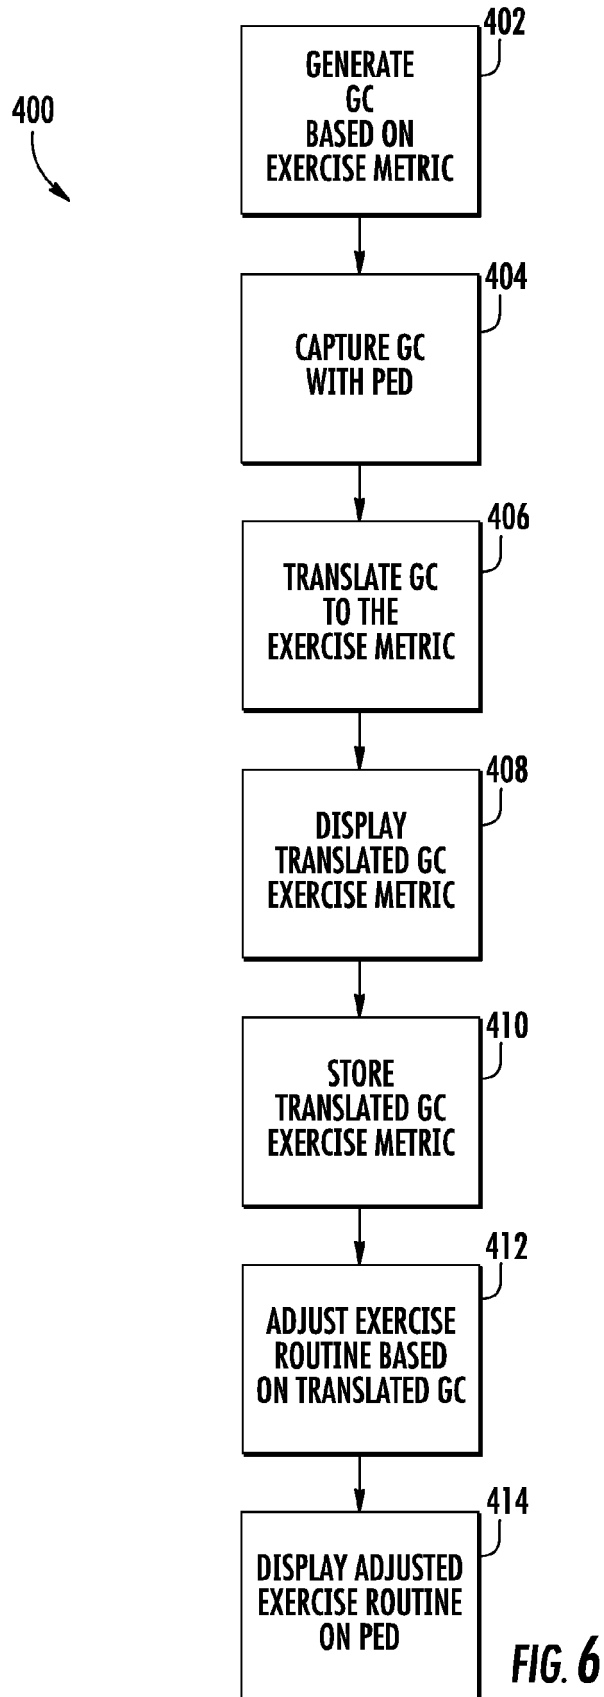 400
402
GENERATE
GC
BASED ON
EXERCISE METRIC
404
CAPTURE GC
WITH PED
406
TRANSLATE GC
TO THE
EXERCISE METRIC
408
DISPLAY
TRANSLATED GC
EXERCISE METRIC
410
STORE
TRANSLATED GC
EXERCISE METRIC
412
ADJUST EXERCISE
ROUTINE BASED
ON TRANSLATED GC
414
DISPLAY ADJUSTED
EXERCISE ROUTINE
ON PED
FIG. 6